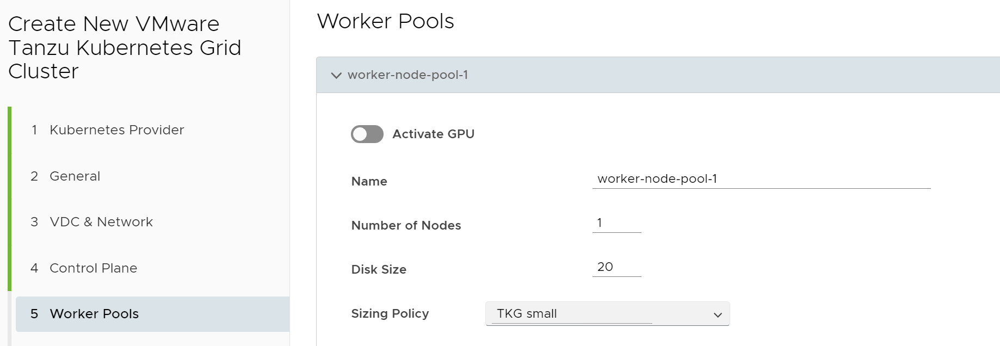 Create New VMware
Tanzu Kubernetes Grid
Cluster
1 Kubernetes Provider
2 General
3 VDC & Network
4 Control Plane
5 Worker Pools
Worker Pools
worker-node-pool-1
Activate GPU
Name worker-node-pool-1
Number of Nodes 1
Disk Size 20
Sizing Policy TKG small